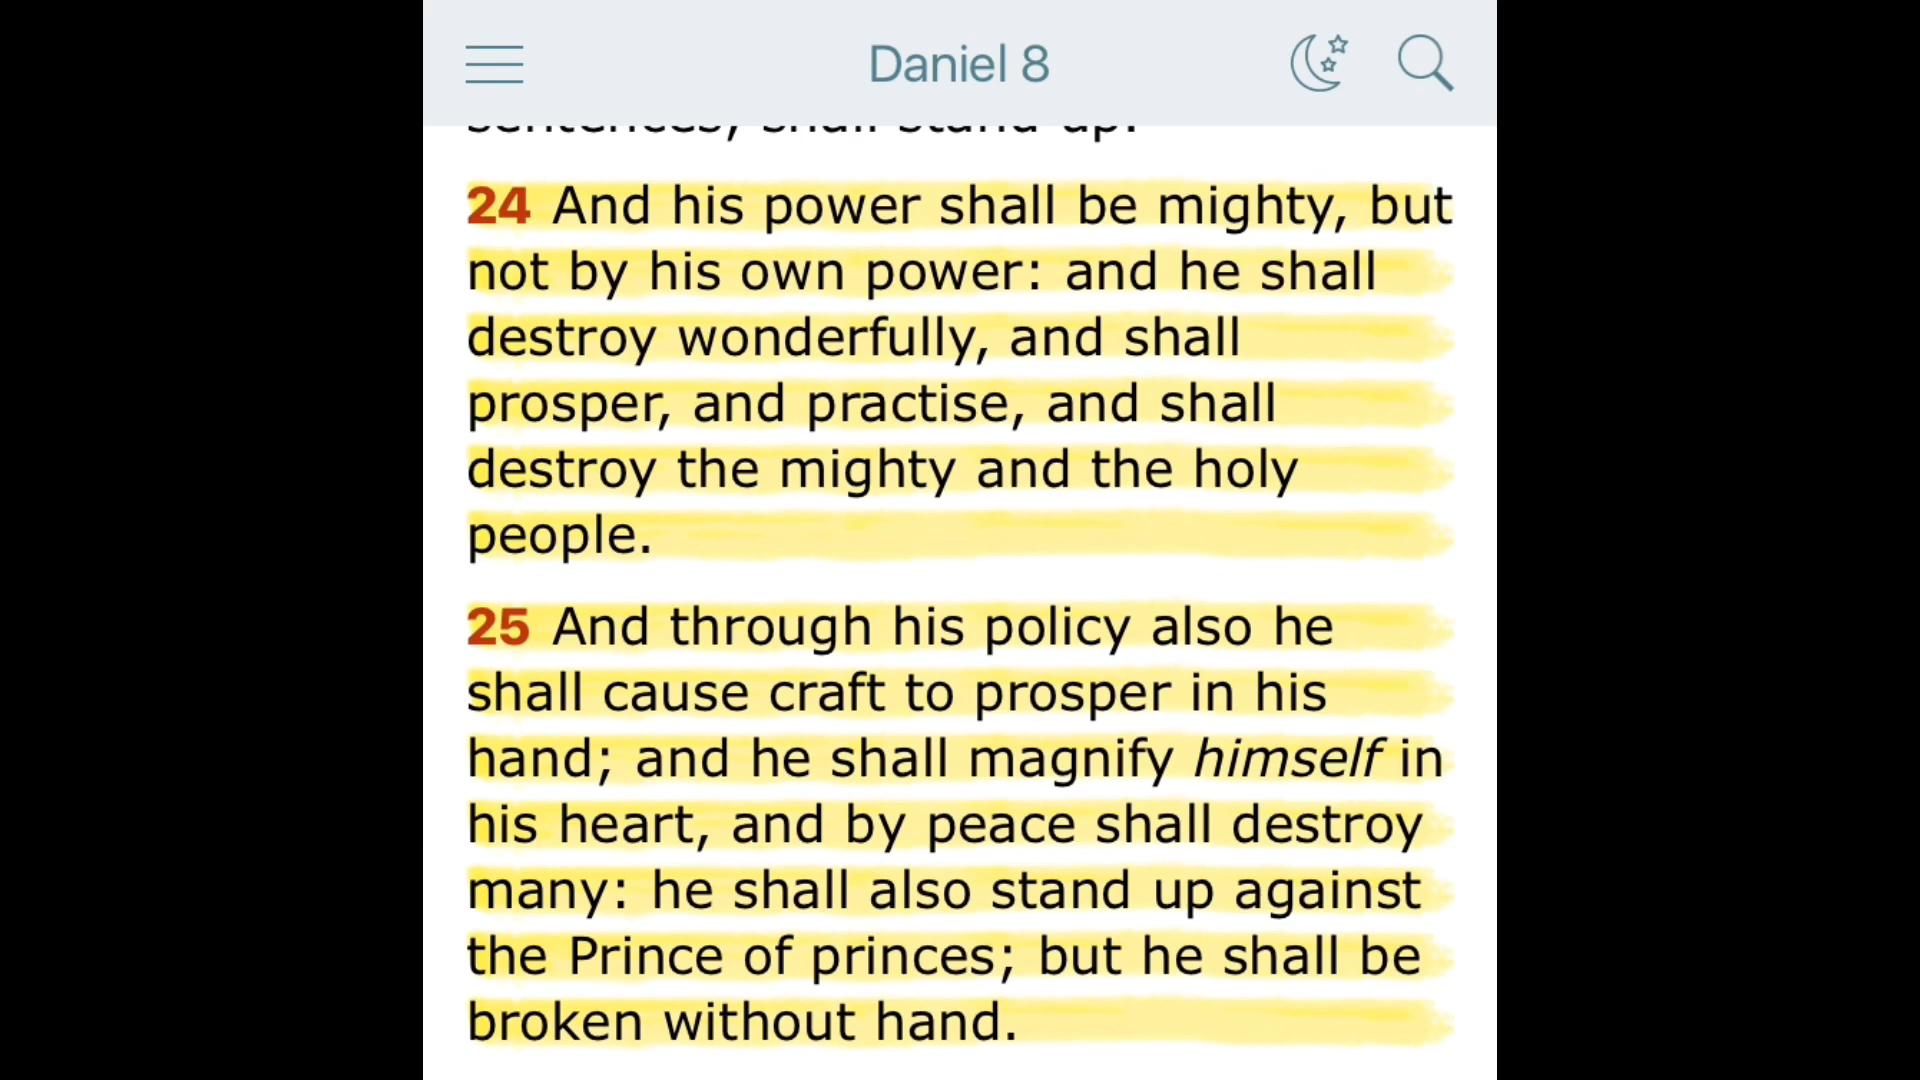 Daniel 8
sentences, shall stand up.
24 And his power shall be mighty, but
not by his own power: and he shall
destroy wonderfully, and shall
prosper, and practise, and shall
destroy the mighty and the holy
people.
25 And through his policy also he
shall cause craft to prosper in his
hand; and he shall magnify himself in
his heart, and by peace shall destroy
many: he shall also stand up against
the Prince of princes; but he shall be
broken without hand.